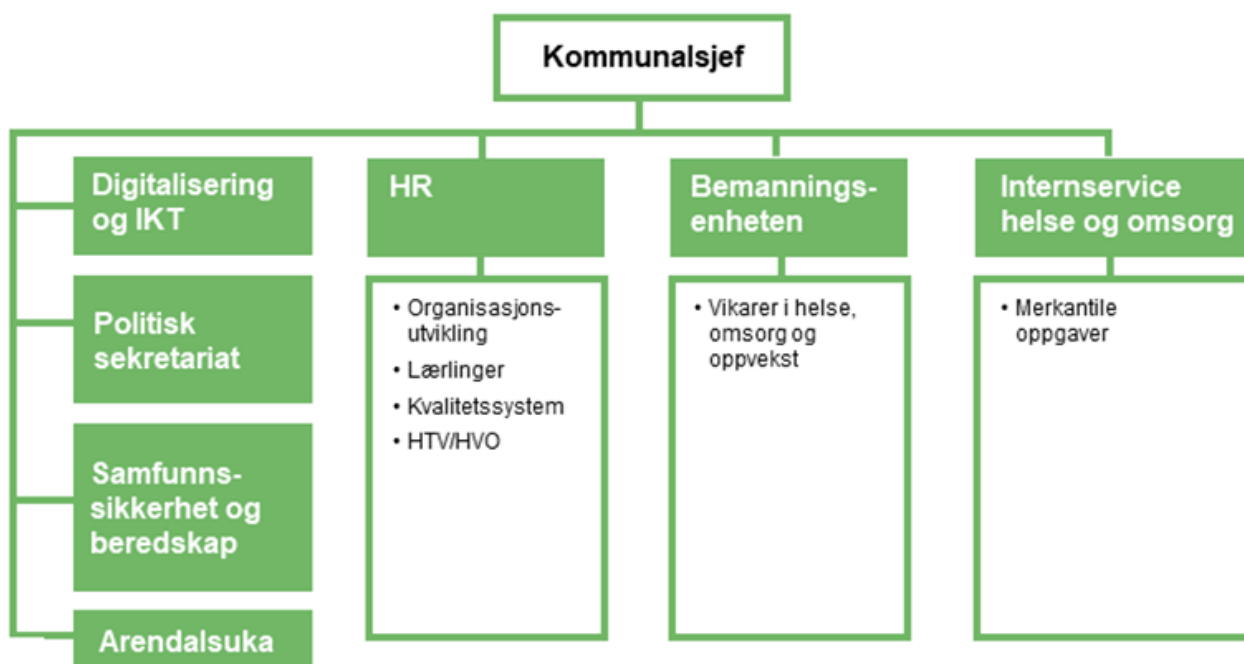 Kommunalsjef
Digitalisering
og IKT
Politisk
sekretariat
Samfunns-
sikkerhet og
beredskap
Arendalsuka
HR
• Organisasjons-
utvikling
• Lærlinger
• Kvalitetssystem
• HTV/HVO
Bemannings-
enheten
• Vikarer i helse,
omsorg og
oppvekst
Internservice
helse og omsorg
• Merkantile
oppgaver